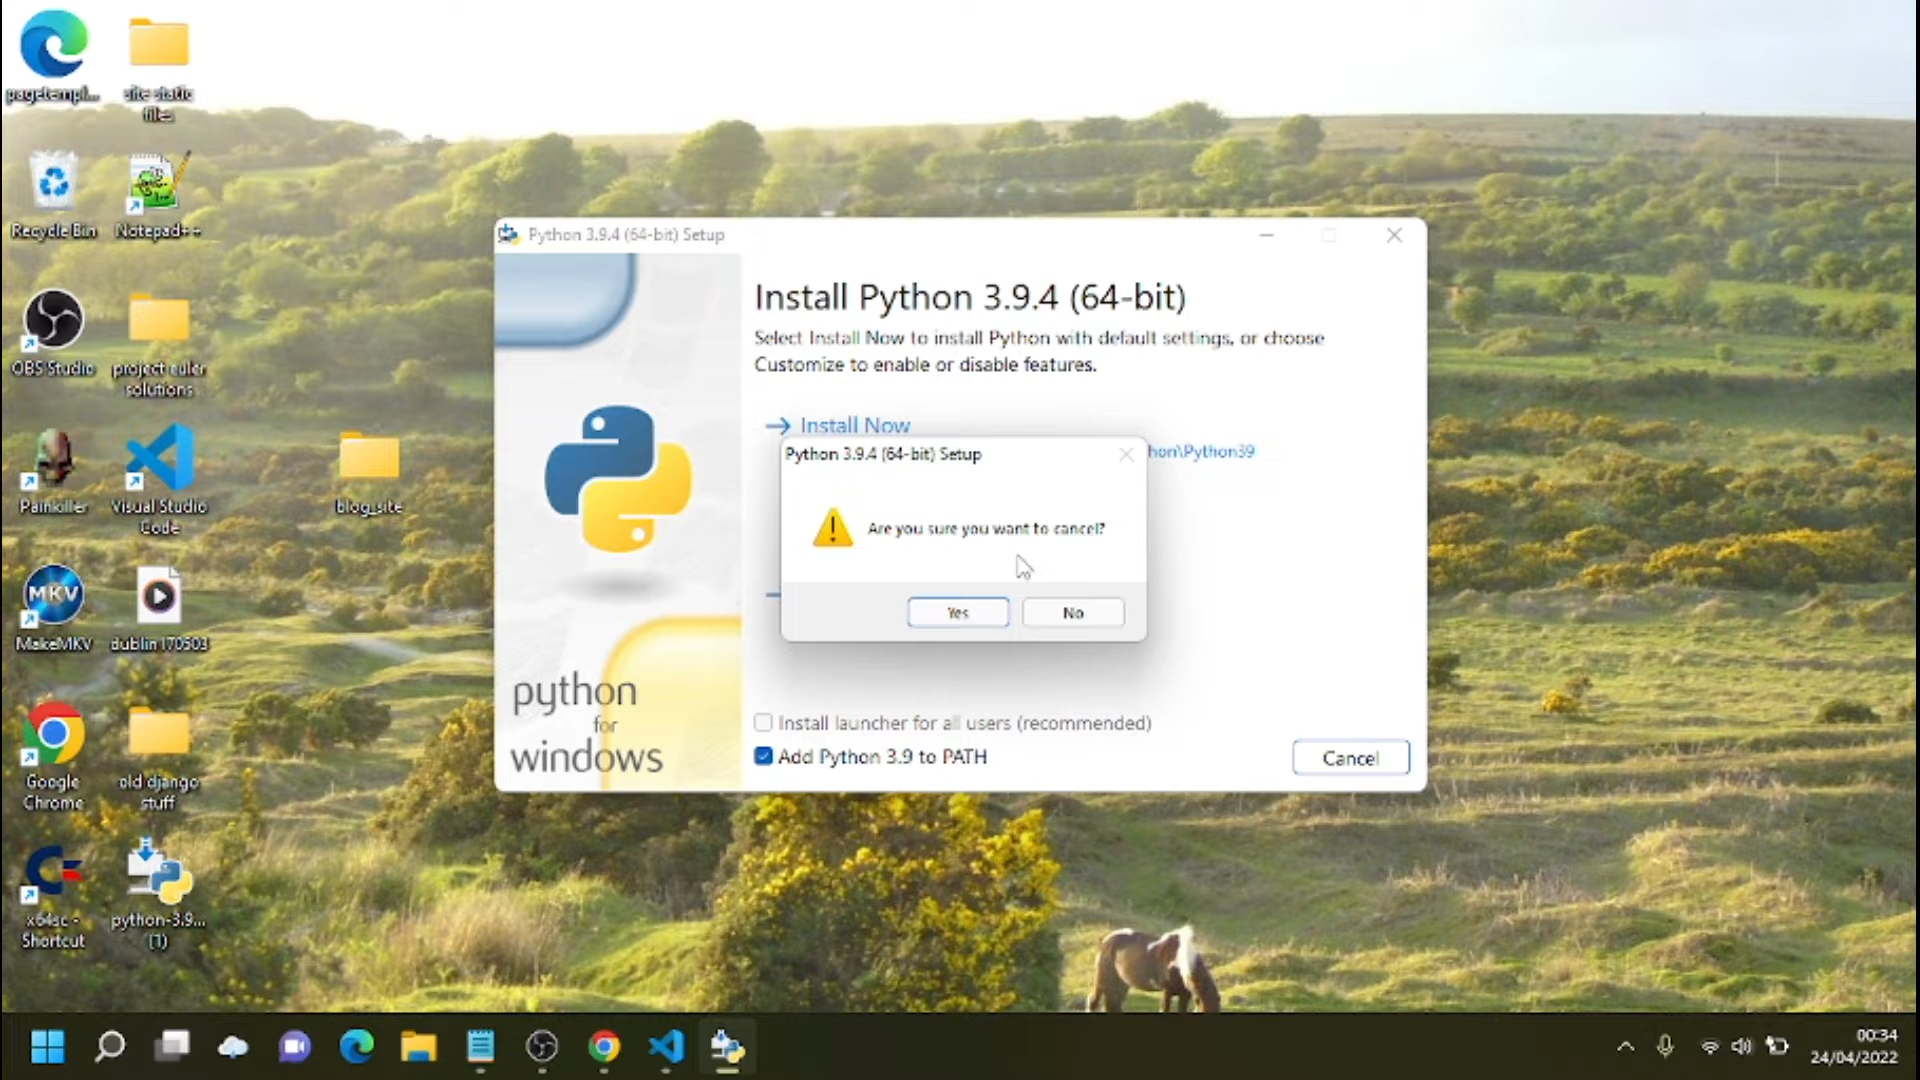 pagetempl...
site static
files
Recycle Bin
Notepad++
OBS Studio
project euler
solutions
Painkiller
Visual Studio
Code
blog_site
MKV
MakeMKV
dublin 170503
Google
Chrome
old django
stuff
x64sc -
Shortcut
python-3.9...
(1)
Python 3.9.4 (64-bit) Setup
Install Python 3.9.4 (64-bit)
Select Install Now to install Python with default settings, or choose
Customize to enable or disable features.
Install Now
hon\Python39
Python 3.9.4 (64-bit) Setup
Are you sure you want to cancel?
Yes
No
python
for
windows
Install launcher for all users (recommended)
Add Python 3.9 to PATH
Cancel
00:34
24/04/2022